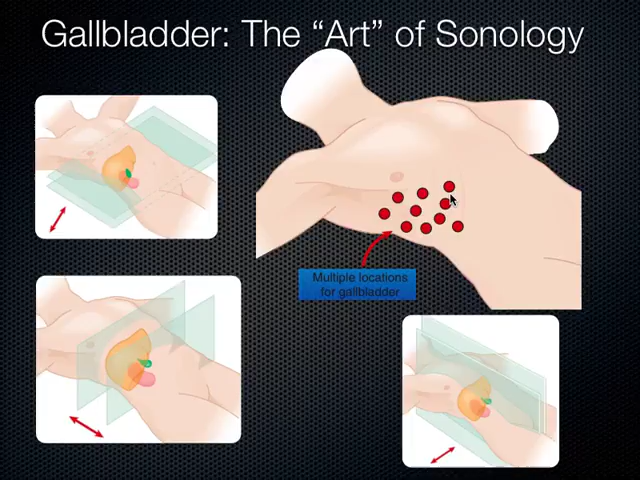 Gallbladder: The “Art” of Sonology
Multiple locations
for gallbladder